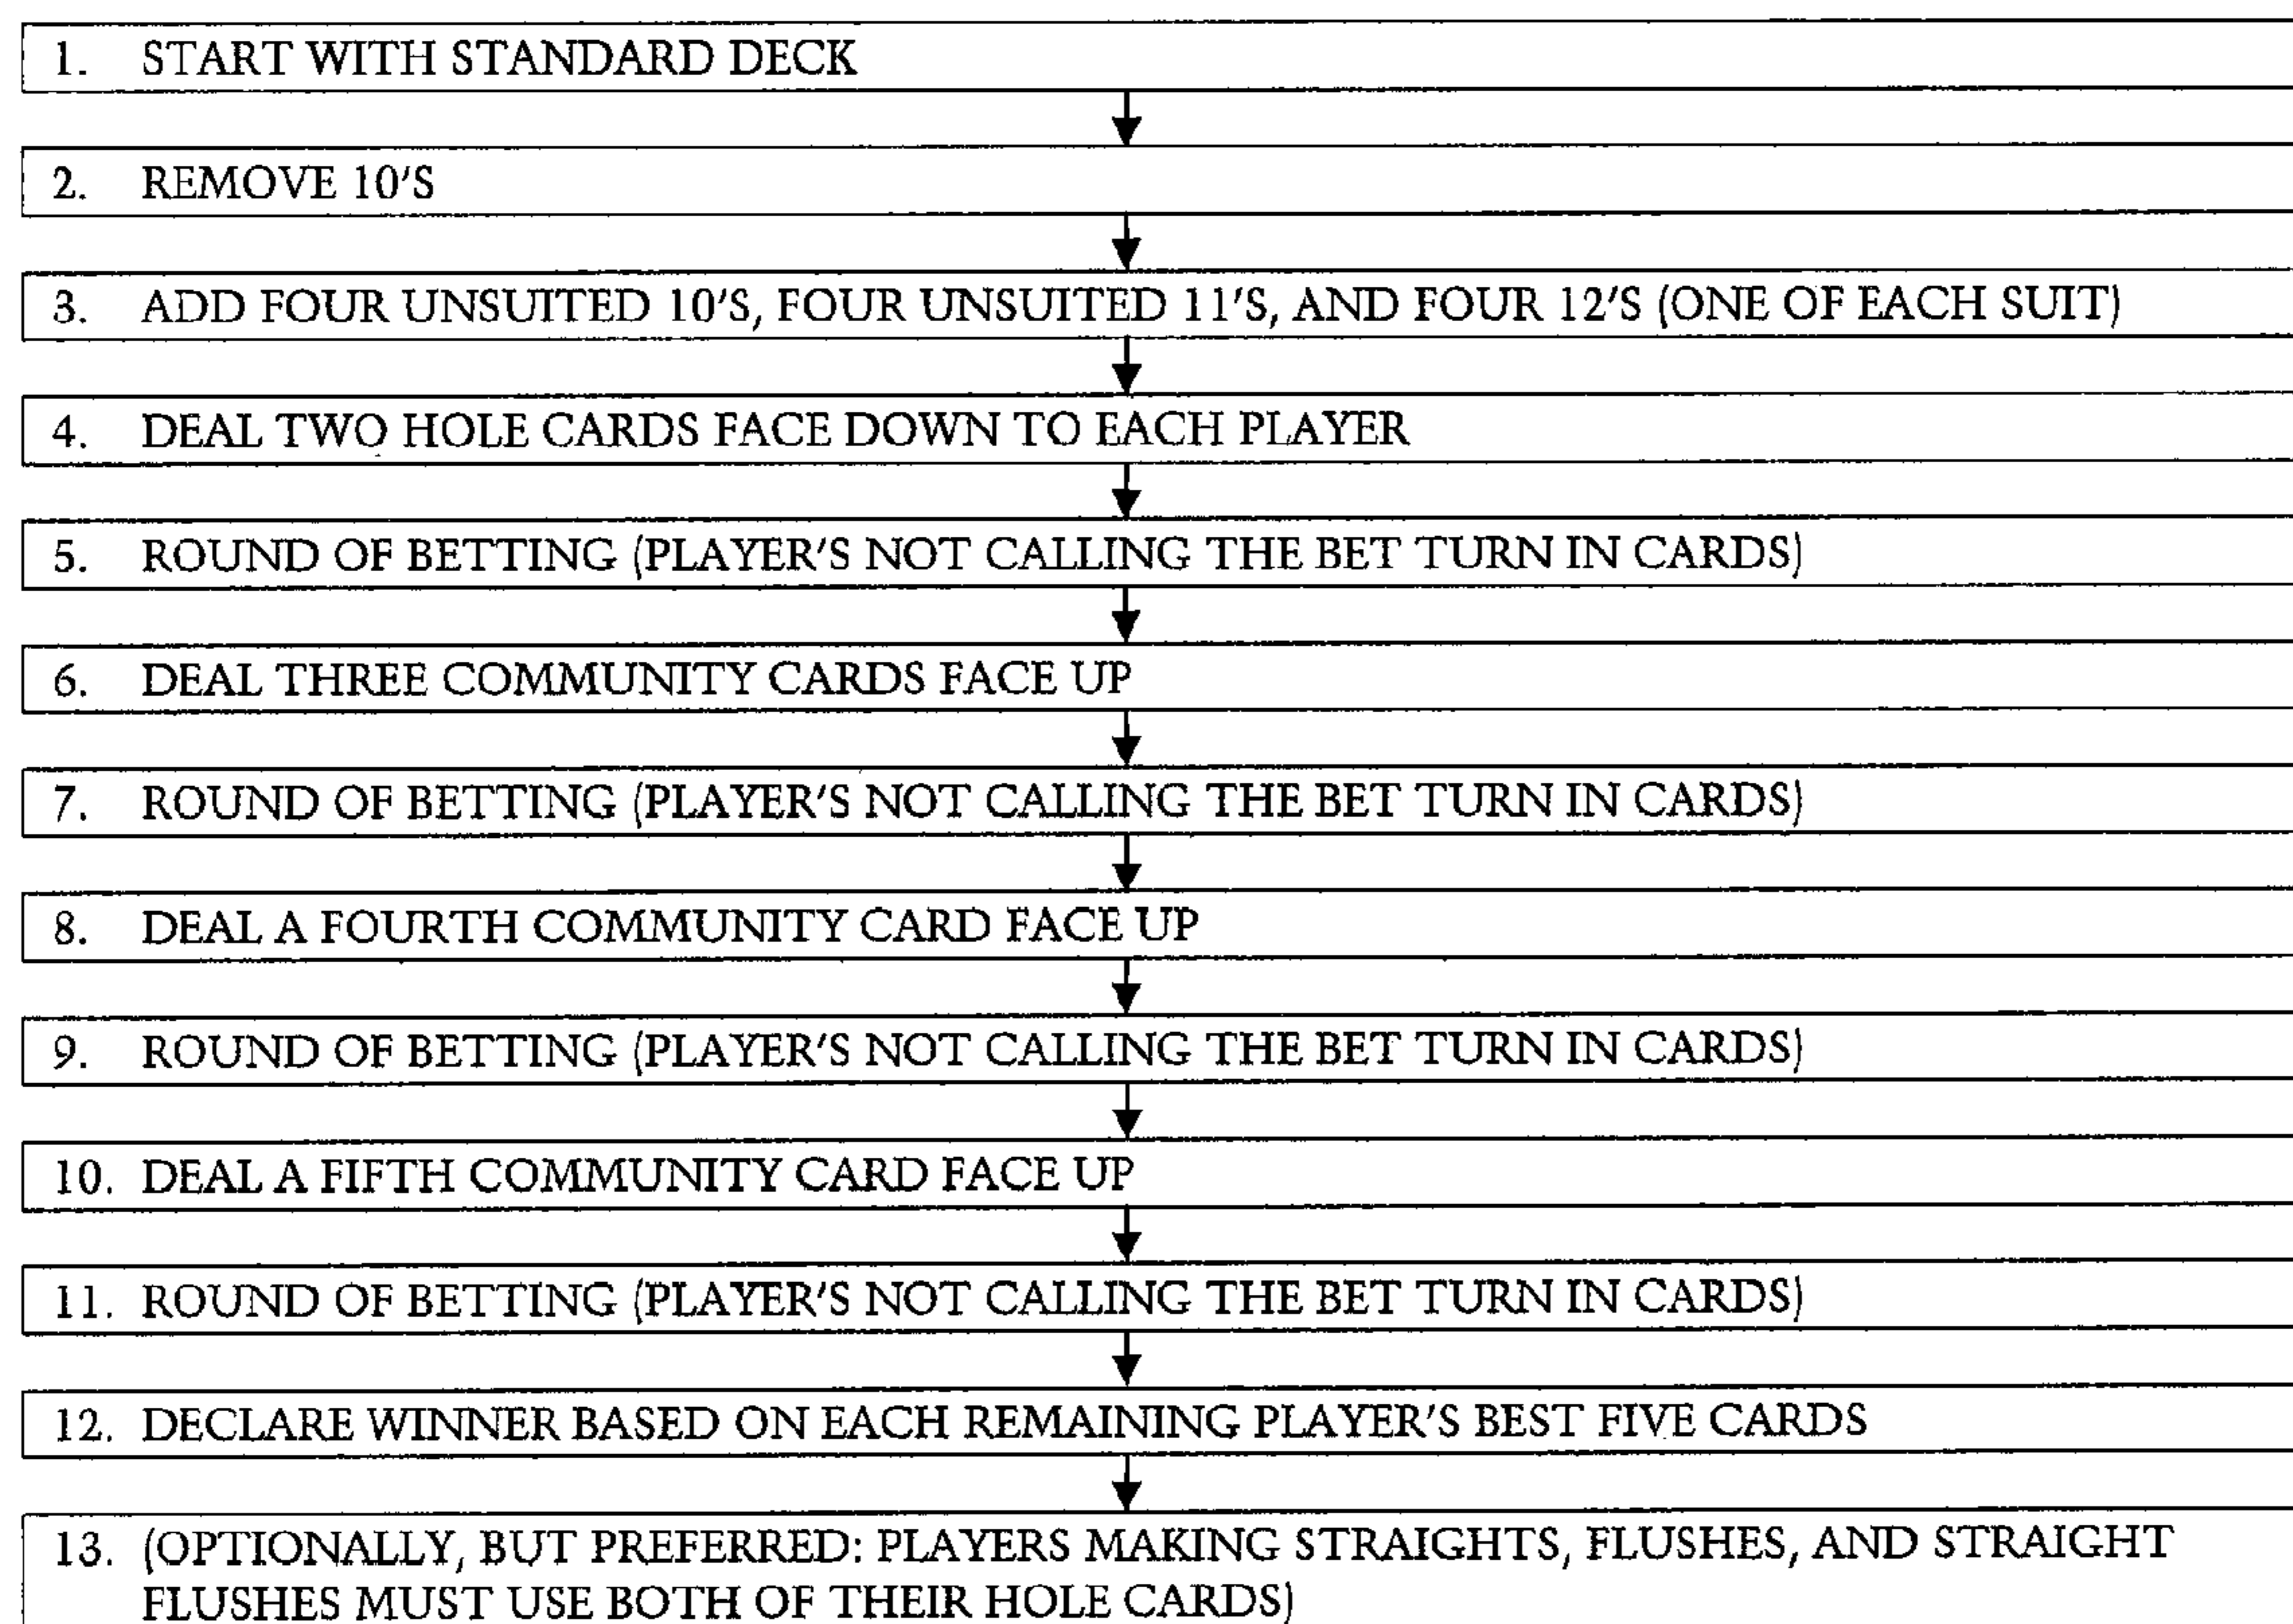 1. START WITH STANDARD DECK
2. REMOVE 10'S
3. ADD FOUR UNSUITED 10'S, FOUR UNSUITED 11'S, AND FOUR 12'S (ONE OF EACH SUIT)
4. DEAL TWO HOLE CARDS FACE DOWN TO EACH PLAYER
5. ROUND OF BETTING (PLAYER'S NOT CALLING THE BET TURN IN CARDS)
6. DEAL THREE COMMUNITY CARDS FACE UP
7. ROUND OF BETTING (PLAYER'S NOT CALLING THE BET TURN IN CARDS)
8. DEAL A FOURTH COMMUNITY CARD FACE UP
9. ROUND OF BETTING (PLAYER'S NOT CALLING THE BET TURN IN CARDS)
10. DEAL A FIFTH COMMUNITY CARD FACE UP
11. ROUND OF BETTING (PLAYER'S NOT CALLING THE BET TURN IN CARDS)
12. DECLARE WINNER BASED ON EACH REMAINING PLAYER'S BEST FIVE CARDS
13. (OPTIONALLY, BUT PREFERRED: PLAYERS MAKING STRAIGHTS, FLUSHES, AND STRAIGHT
FLUSHES MUST USE BOTH OF THEIR HOLE CARDS)